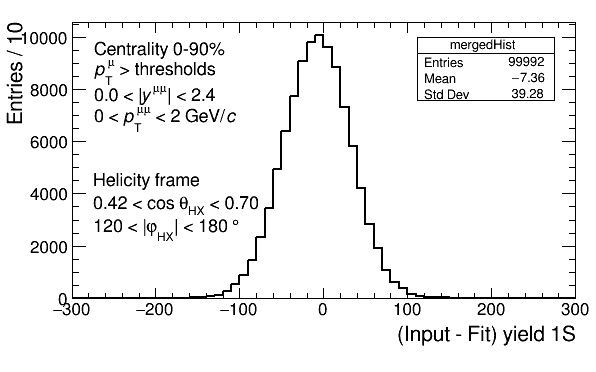 Entries / 10
10000
8000
6000
4000
2000
0
Centrality 0-90%
p_T^μ > thresholds
0.0 < |y^μμ| < 2.4
0 < p_T^μμ < 2 GeV/c
Helicity frame
0.42 < cos θ_HX < 0.70
120 < |φ_HX| < 180 °
mergedHist
Entries 99992
Mean −7.36
Std Dev 39.28
−300 −200 −100 0 100 200 300
(Input - Fit) yield 1S